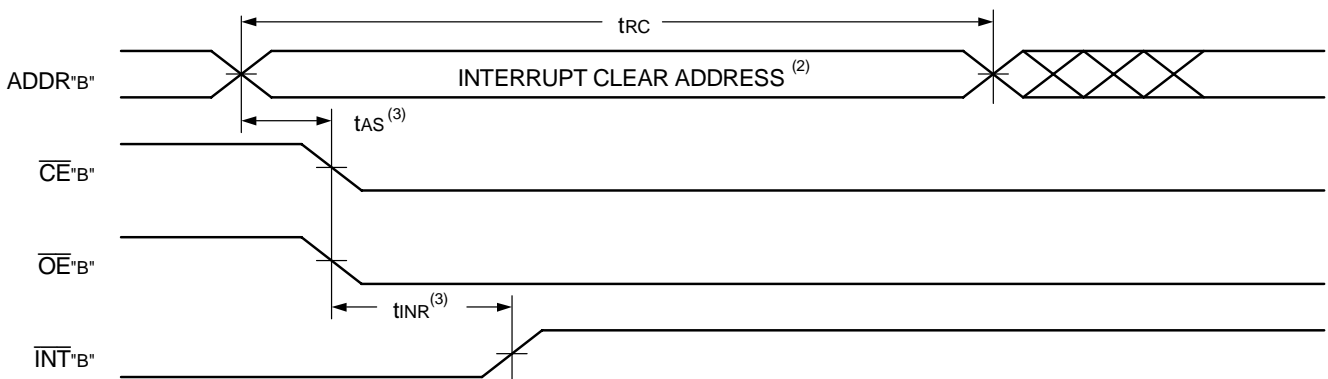 tRC
ADDR"B"
INTERRUPT CLEAR ADDRESS (2)
tAS(3)
CE"B"
OE"B"
tINR(3)
INT"B"